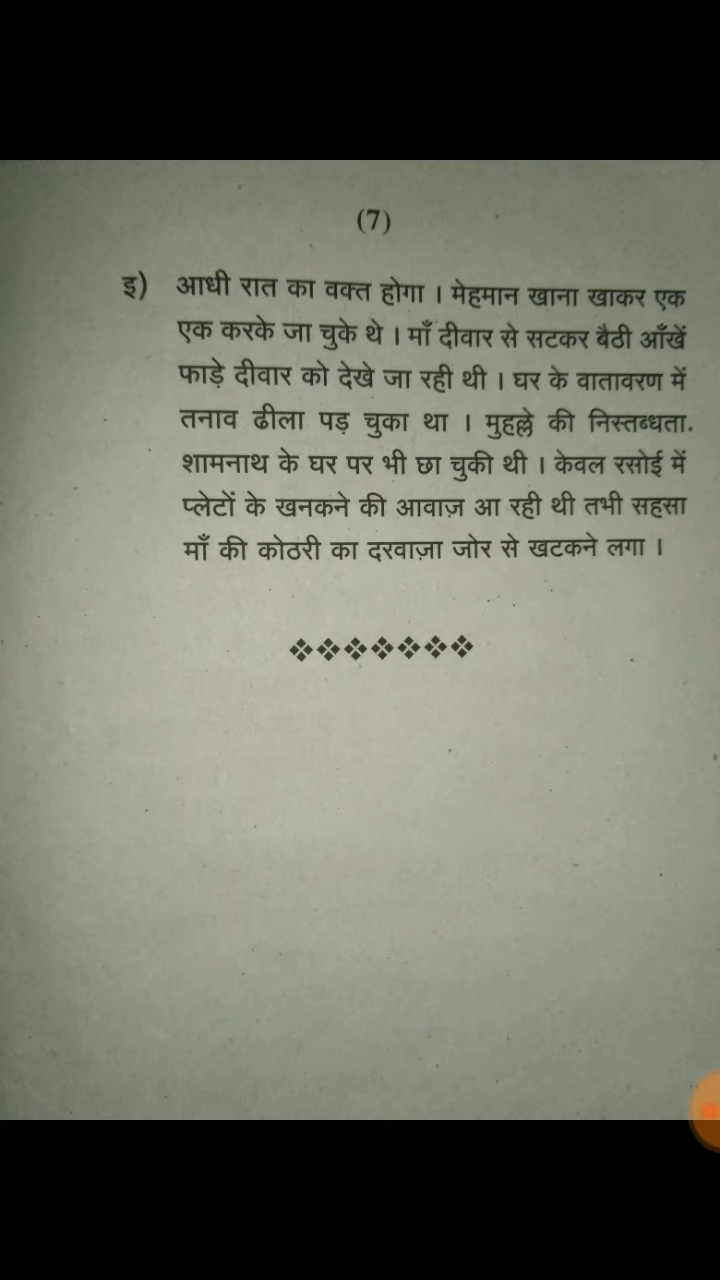 (7)
इ) आधी रात का वक्त होगा । मेहमान खाना खाकर एक
एक करके जा चुके थे । माँ दीवार से सटकर बैठी आँखें
फाड़े दीवार को देखे जा रही थी । घर के वातावरण में
तनाव ढीला पड़ चुका था । मुहल्ले की निस्तब्धता.
शामनाथ के घर पर भी छा चुकी थी । केवल रसोई में
प्लेटों के खनकने की आवाज़ आ रही थी तभी सहसा
माँ की कोठरी का दरवाज़ा जोर से खटकने लगा ।